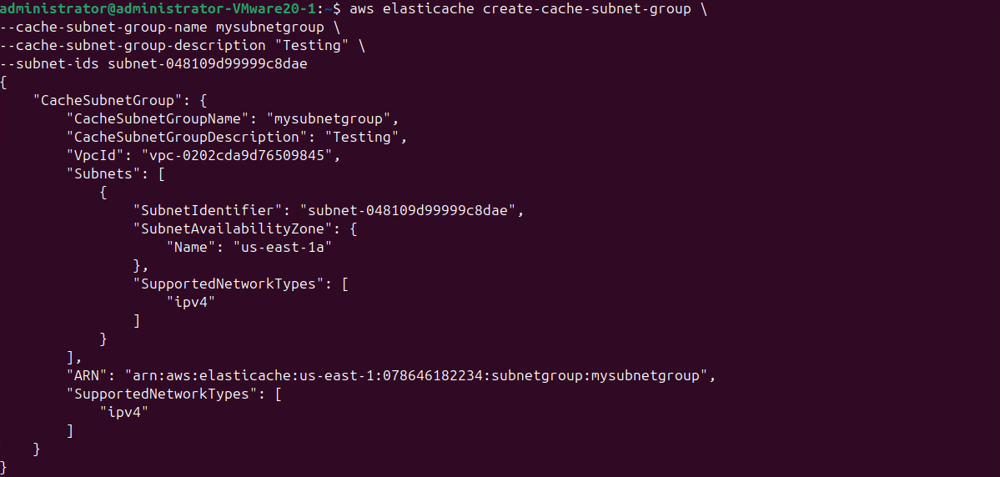 administrator@administrator-VMware20-1:~$ aws elasticache create-cache-subnet-group \
--cache-subnet-group-name mysubnetgroup \
--cache-subnet-group-description "Testing" \
--subnet-ids subnet-048109d99999c8dae
{
    "CacheSubnetGroup": {
        "CacheSubnetGroupName": "mysubnetgroup",
        "CacheSubnetGroupDescription": "Testing",
        "VpcId": "vpc-0202cda9d76509845",
        "Subnets": [
            {
                "SubnetIdentifier": "subnet-048109d99999c8dae",
                "SubnetAvailabilityZone": {
                    "Name": "us-east-1a"
                },
                "SupportedNetworkTypes": [
                    "ipv4"
                ]
            }
        ],
        "ARN": "arn:aws:elasticache:us-east-1:078646182234:subnetgroup:mysubnetgroup",
        "SupportedNetworkTypes": [
            "ipv4"
        ]
    }
}